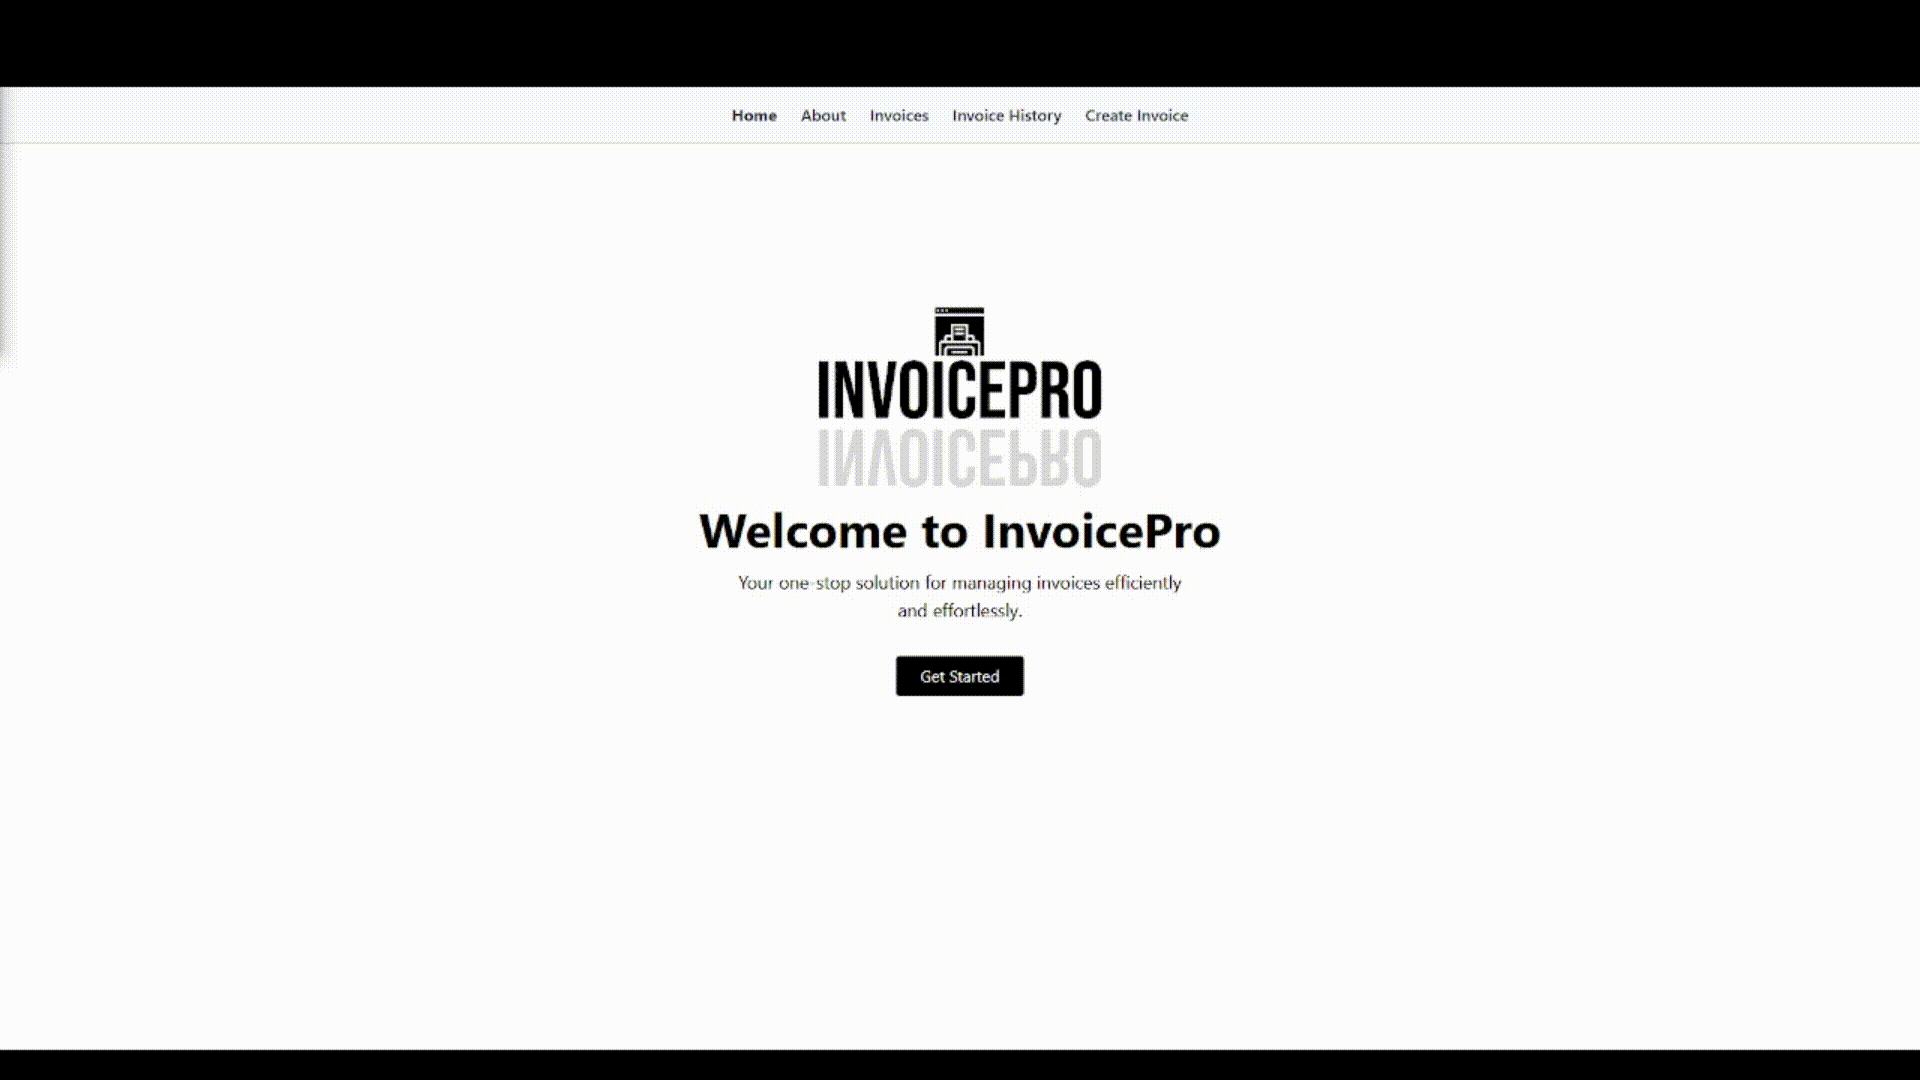 Home About Invoices Invoice History Create Invoice
INVOICEPRO
INVOICEPRO
Welcome to InvoicePro
Your one-stop solution for managing invoices efficiently
and effortlessly.
Get Started